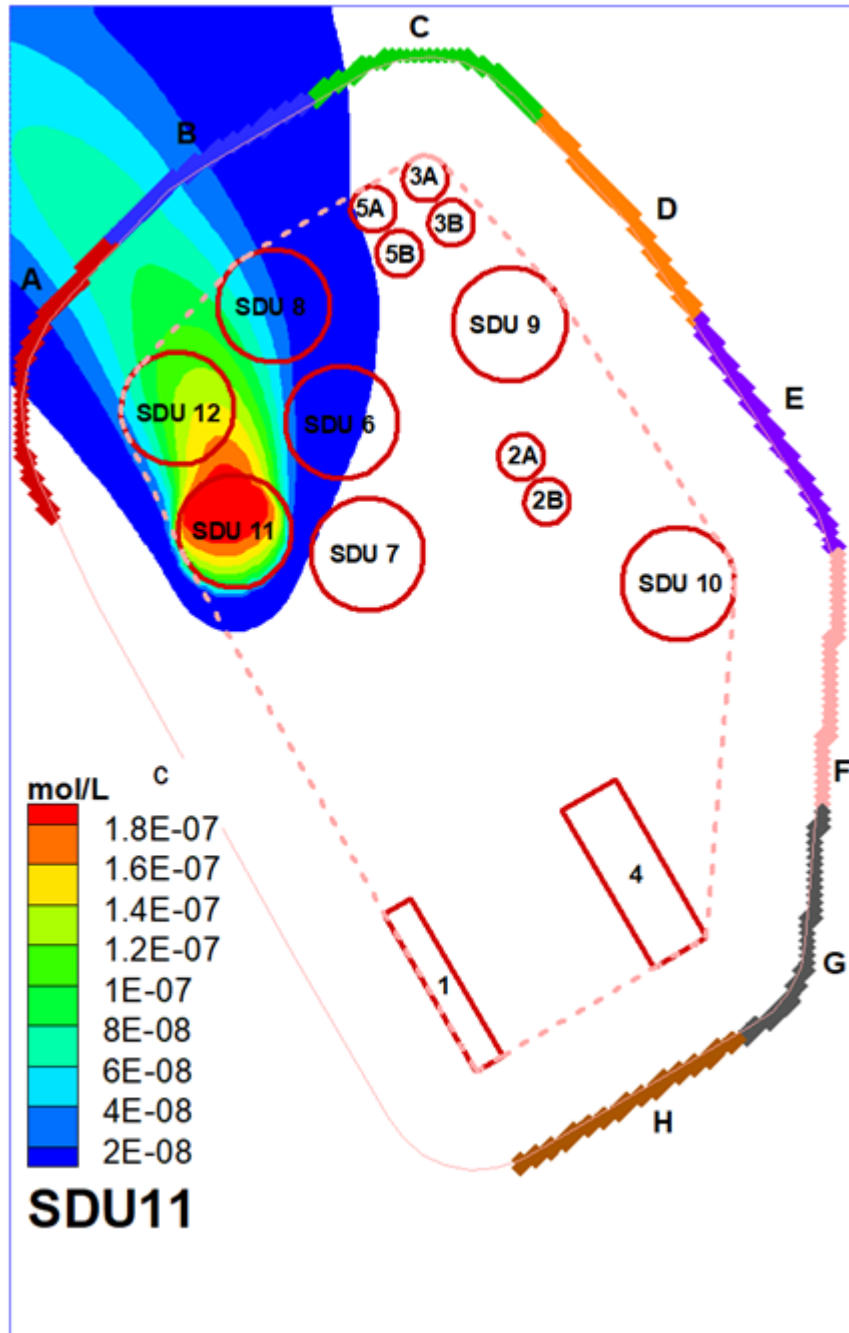 C
B
3A
5A
3B
D
5B
A
SDU 8
SDU 9
E
SDU 12
SDU 6
2A
2B
SDU 11
SDU 7
SDU 10
C
mol/L
F
1.8E-07
1.6E-07
4
1.4E-07
1.2E-07
G
1E-07
1
8E-08
6E-08
4E-08
H
2E-08
SDU11